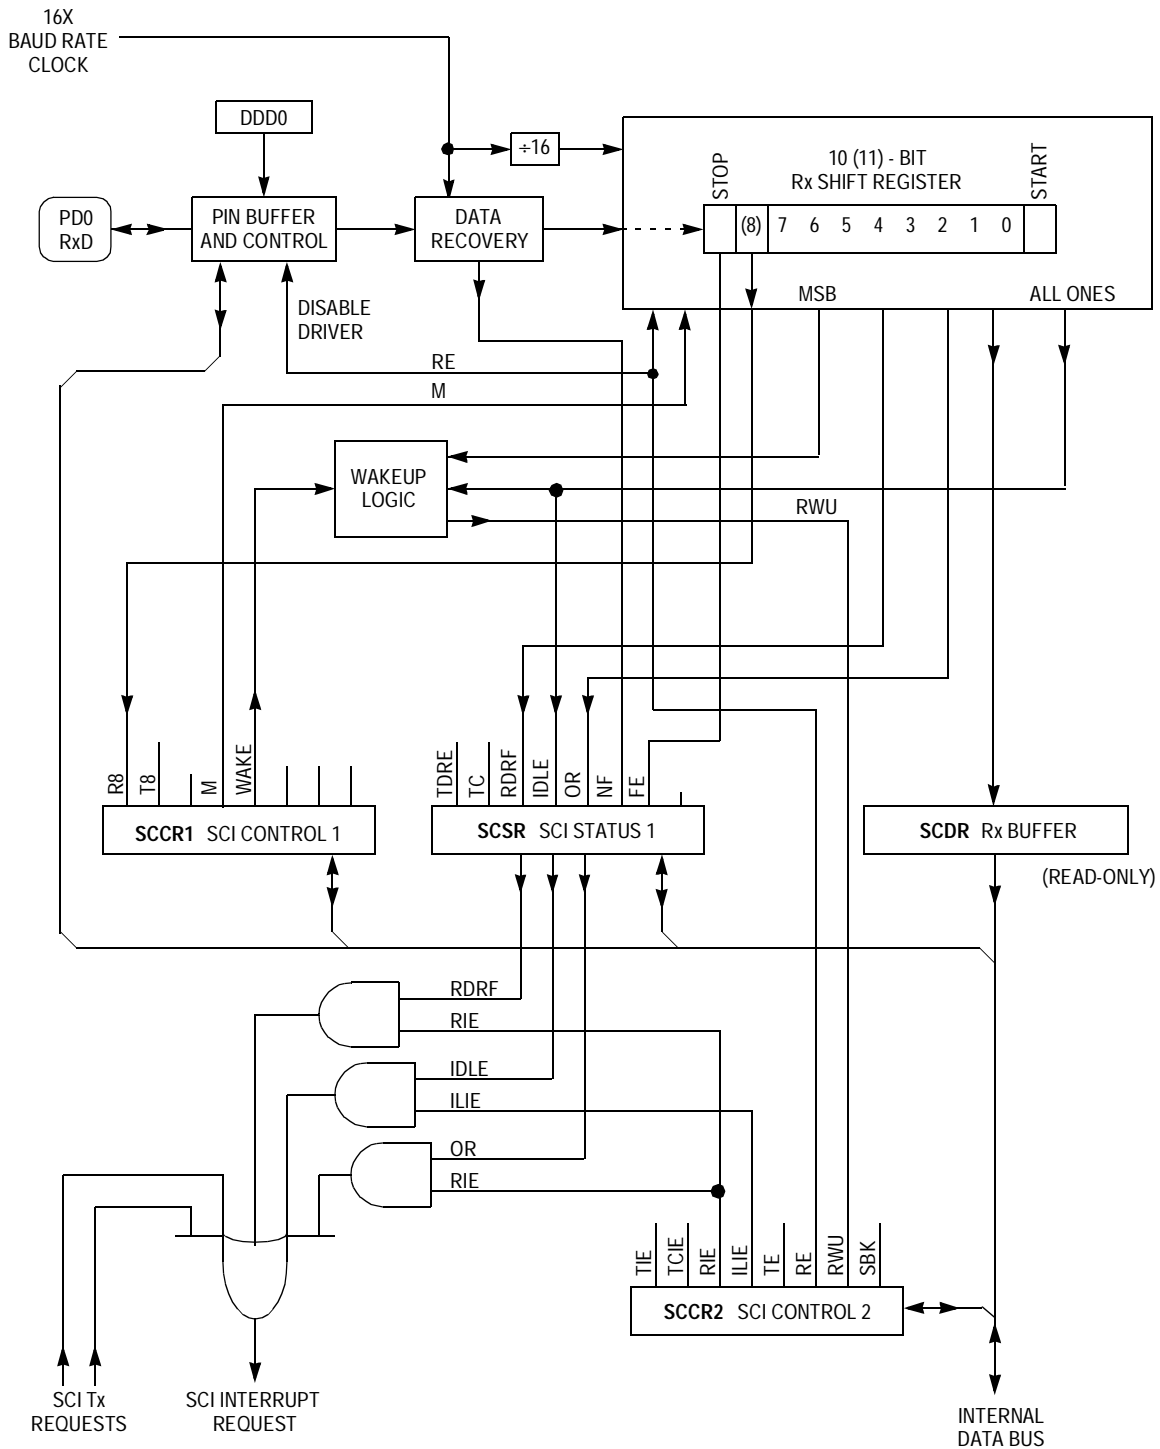 16X
BAUD RATE
CLOCK
DDD0
÷16
10 (11) - BIT
Rx SHIFT REGISTER
STOP
START
PD0
RxD
PIN BUFFER
AND CONTROL
DATA
RECOVERY
(8) 7 6 5 4 3 2 1 0
MSB
ALL ONES
DISABLE
DRIVER
RE
M
WAKEUP
LOGIC
RWU
R8
T8
M
WAKE
TDRE
TC
RDRF
IDLE
OR
NF
FE
SCCR1 SCI CONTROL 1
SCSR SCI STATUS 1
SCDR Rx BUFFER
(READ-ONLY)
RDRF
RIE
IDLE
ILIE
OR
RIE
TIE
TCIE
RIE
ILIE
TE
RE
RWU
SBK
SCCR2 SCI CONTROL 2
SCI Tx
REQUESTS
SCI INTERRUPT
REQUEST
INTERNAL
DATA BUS